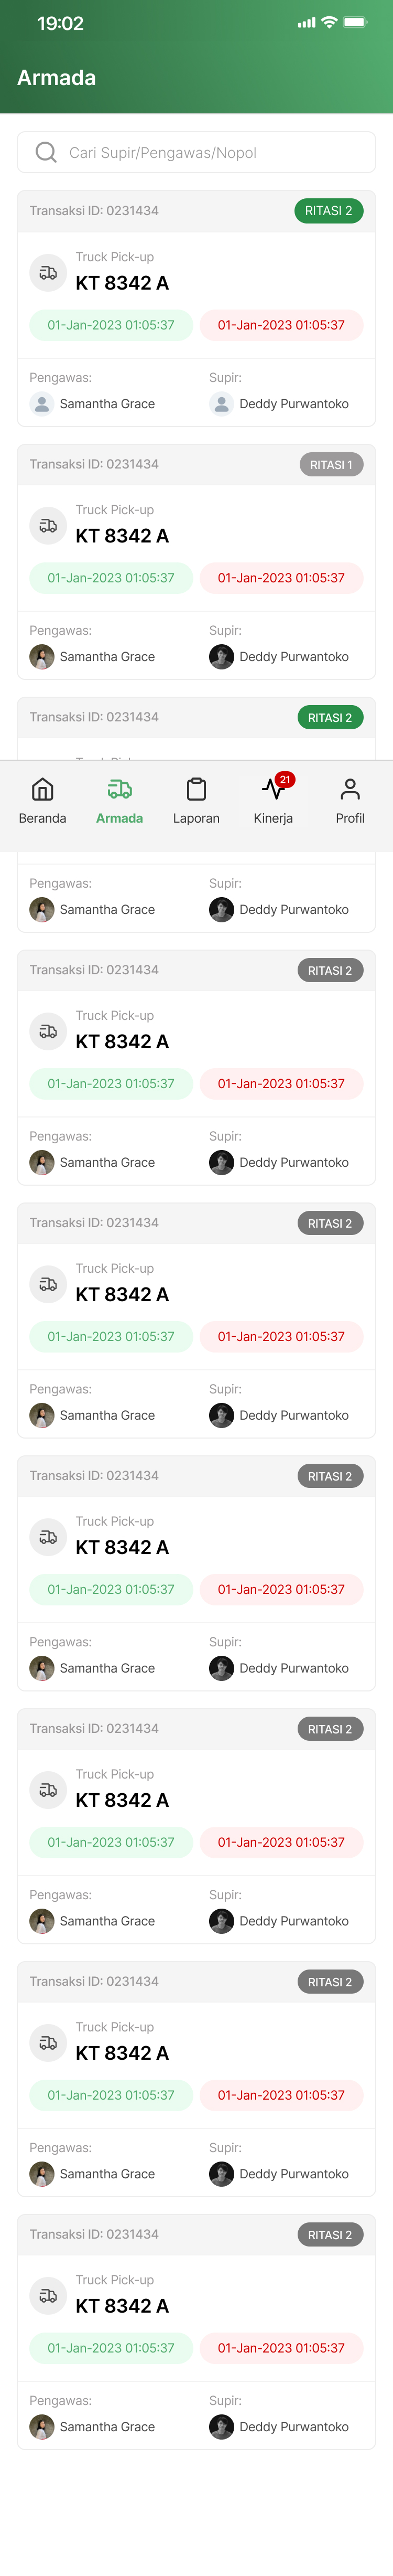 19:02
Armada
Cari Supir/Pengawas/Nopol
Transaksi ID: 0231434 RITASI 2
Truck Pick-up
KT 8342 A
01-Jan-2023 01:05:37 01-Jan-2023 01:05:37
Pengawas: Supir:
Samantha Grace Deddy Purwantoko
Transaksi ID: 0231434 RITASI 1
Truck Pick-up
KT 8342 A
01-Jan-2023 01:05:37 01-Jan-2023 01:05:37
Pengawas: Supir:
Samantha Grace Deddy Purwantoko
Transaksi ID: 0231434 RITASI 2
21
Beranda Armada Laporan Kinerja Profil
Pengawas: Supir:
Samantha Grace Deddy Purwantoko
Transaksi ID: 0231434 RITASI 2
Truck Pick-up
KT 8342 A
01-Jan-2023 01:05:37 01-Jan-2023 01:05:37
Pengawas: Supir:
Samantha Grace Deddy Purwantoko
Transaksi ID: 0231434 RITASI 2
Truck Pick-up
KT 8342 A
01-Jan-2023 01:05:37 01-Jan-2023 01:05:37
Pengawas: Supir:
Samantha Grace Deddy Purwantoko
Transaksi ID: 0231434 RITASI 2
Truck Pick-up
KT 8342 A
01-Jan-2023 01:05:37 01-Jan-2023 01:05:37
Pengawas: Supir:
Samantha Grace Deddy Purwantoko
Transaksi ID: 0231434 RITASI 2
Truck Pick-up
KT 8342 A
01-Jan-2023 01:05:37 01-Jan-2023 01:05:37
Pengawas: Supir:
Samantha Grace Deddy Purwantoko
Transaksi ID: 0231434 RITASI 2
Truck Pick-up
KT 8342 A
01-Jan-2023 01:05:37 01-Jan-2023 01:05:37
Pengawas: Supir:
Samantha Grace Deddy Purwantoko
Transaksi ID: 0231434 RITASI 2
Truck Pick-up
KT 8342 A
01-Jan-2023 01:05:37 01-Jan-2023 01:05:37
Pengawas: Supir:
Samantha Grace Deddy Purwantoko